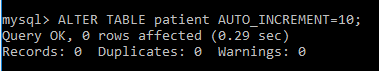 mysql> ALTER TABLE patient AUTO_INCREMENT=10;
Query OK, 0 rows affected (0.29 sec)
Records: 0  Duplicates: 0  Warnings: 0